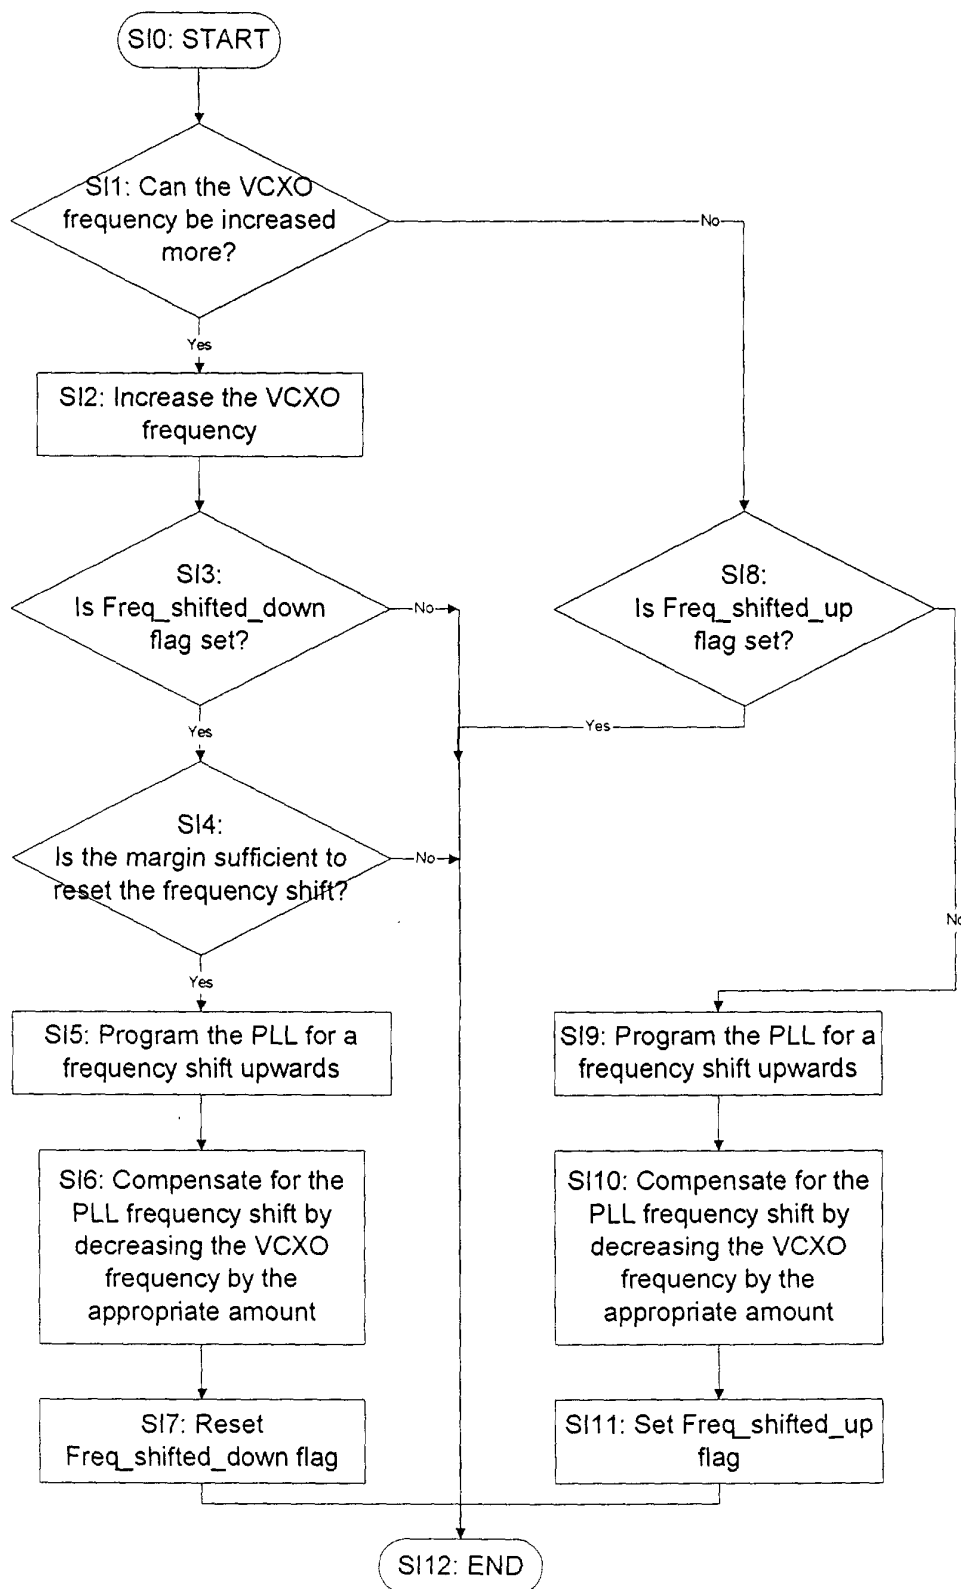 SI0: START
SI1: Can the VCXO
frequency be increased
more?
No
Yes
SI2: Increase the VCXO
frequency
SI3:
Is Freq_shifted_down
flag set?
No
SI8:
Is Freq_shifted_up
flag set?
Yes
Yes
SI4:
Is the margin sufficient to
reset the frequency shift?
No
No
Yes
SI5: Program the PLL for a
frequency shift upwards
SI9: Program the PLL for a
frequency shift upwards
SI6: Compensate for the
PLL frequency shift by
decreasing the VCXO
frequency by the
appropriate amount
SI10: Compensate for the
PLL frequency shift by
decreasing the VCXO
frequency by the
appropriate amount
SI7: Reset
Freq_shifted_down flag
SI11: Set Freq_shifted_up
flag
SI12: END